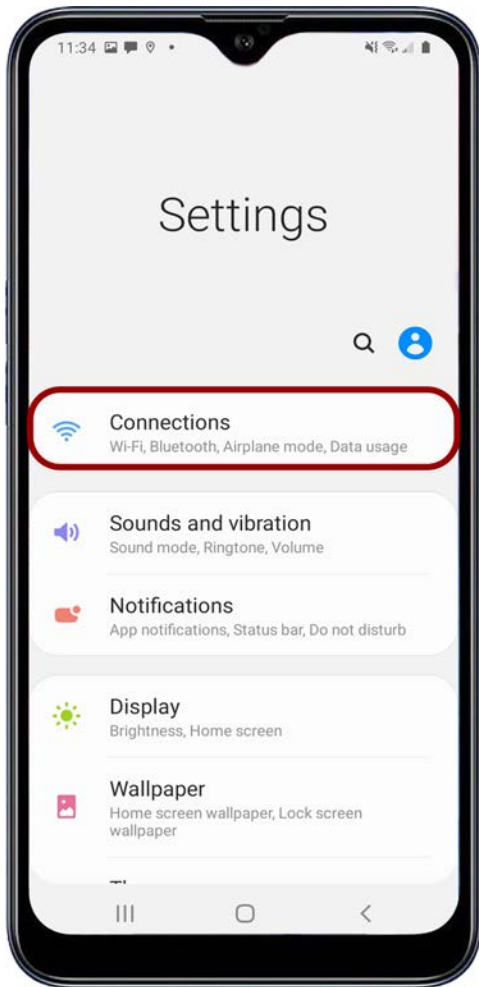 11:34
Settings
Connections
Wi-Fi, Bluetooth, Airplane mode, Data usage
Sounds and vibration
Sound mode, Ringtone, Volume
Notifications
App notifications, Status bar, Do not disturb
Display
Brightness, Home screen
Wallpaper
Home screen wallpaper, Lock screen
wallpaper